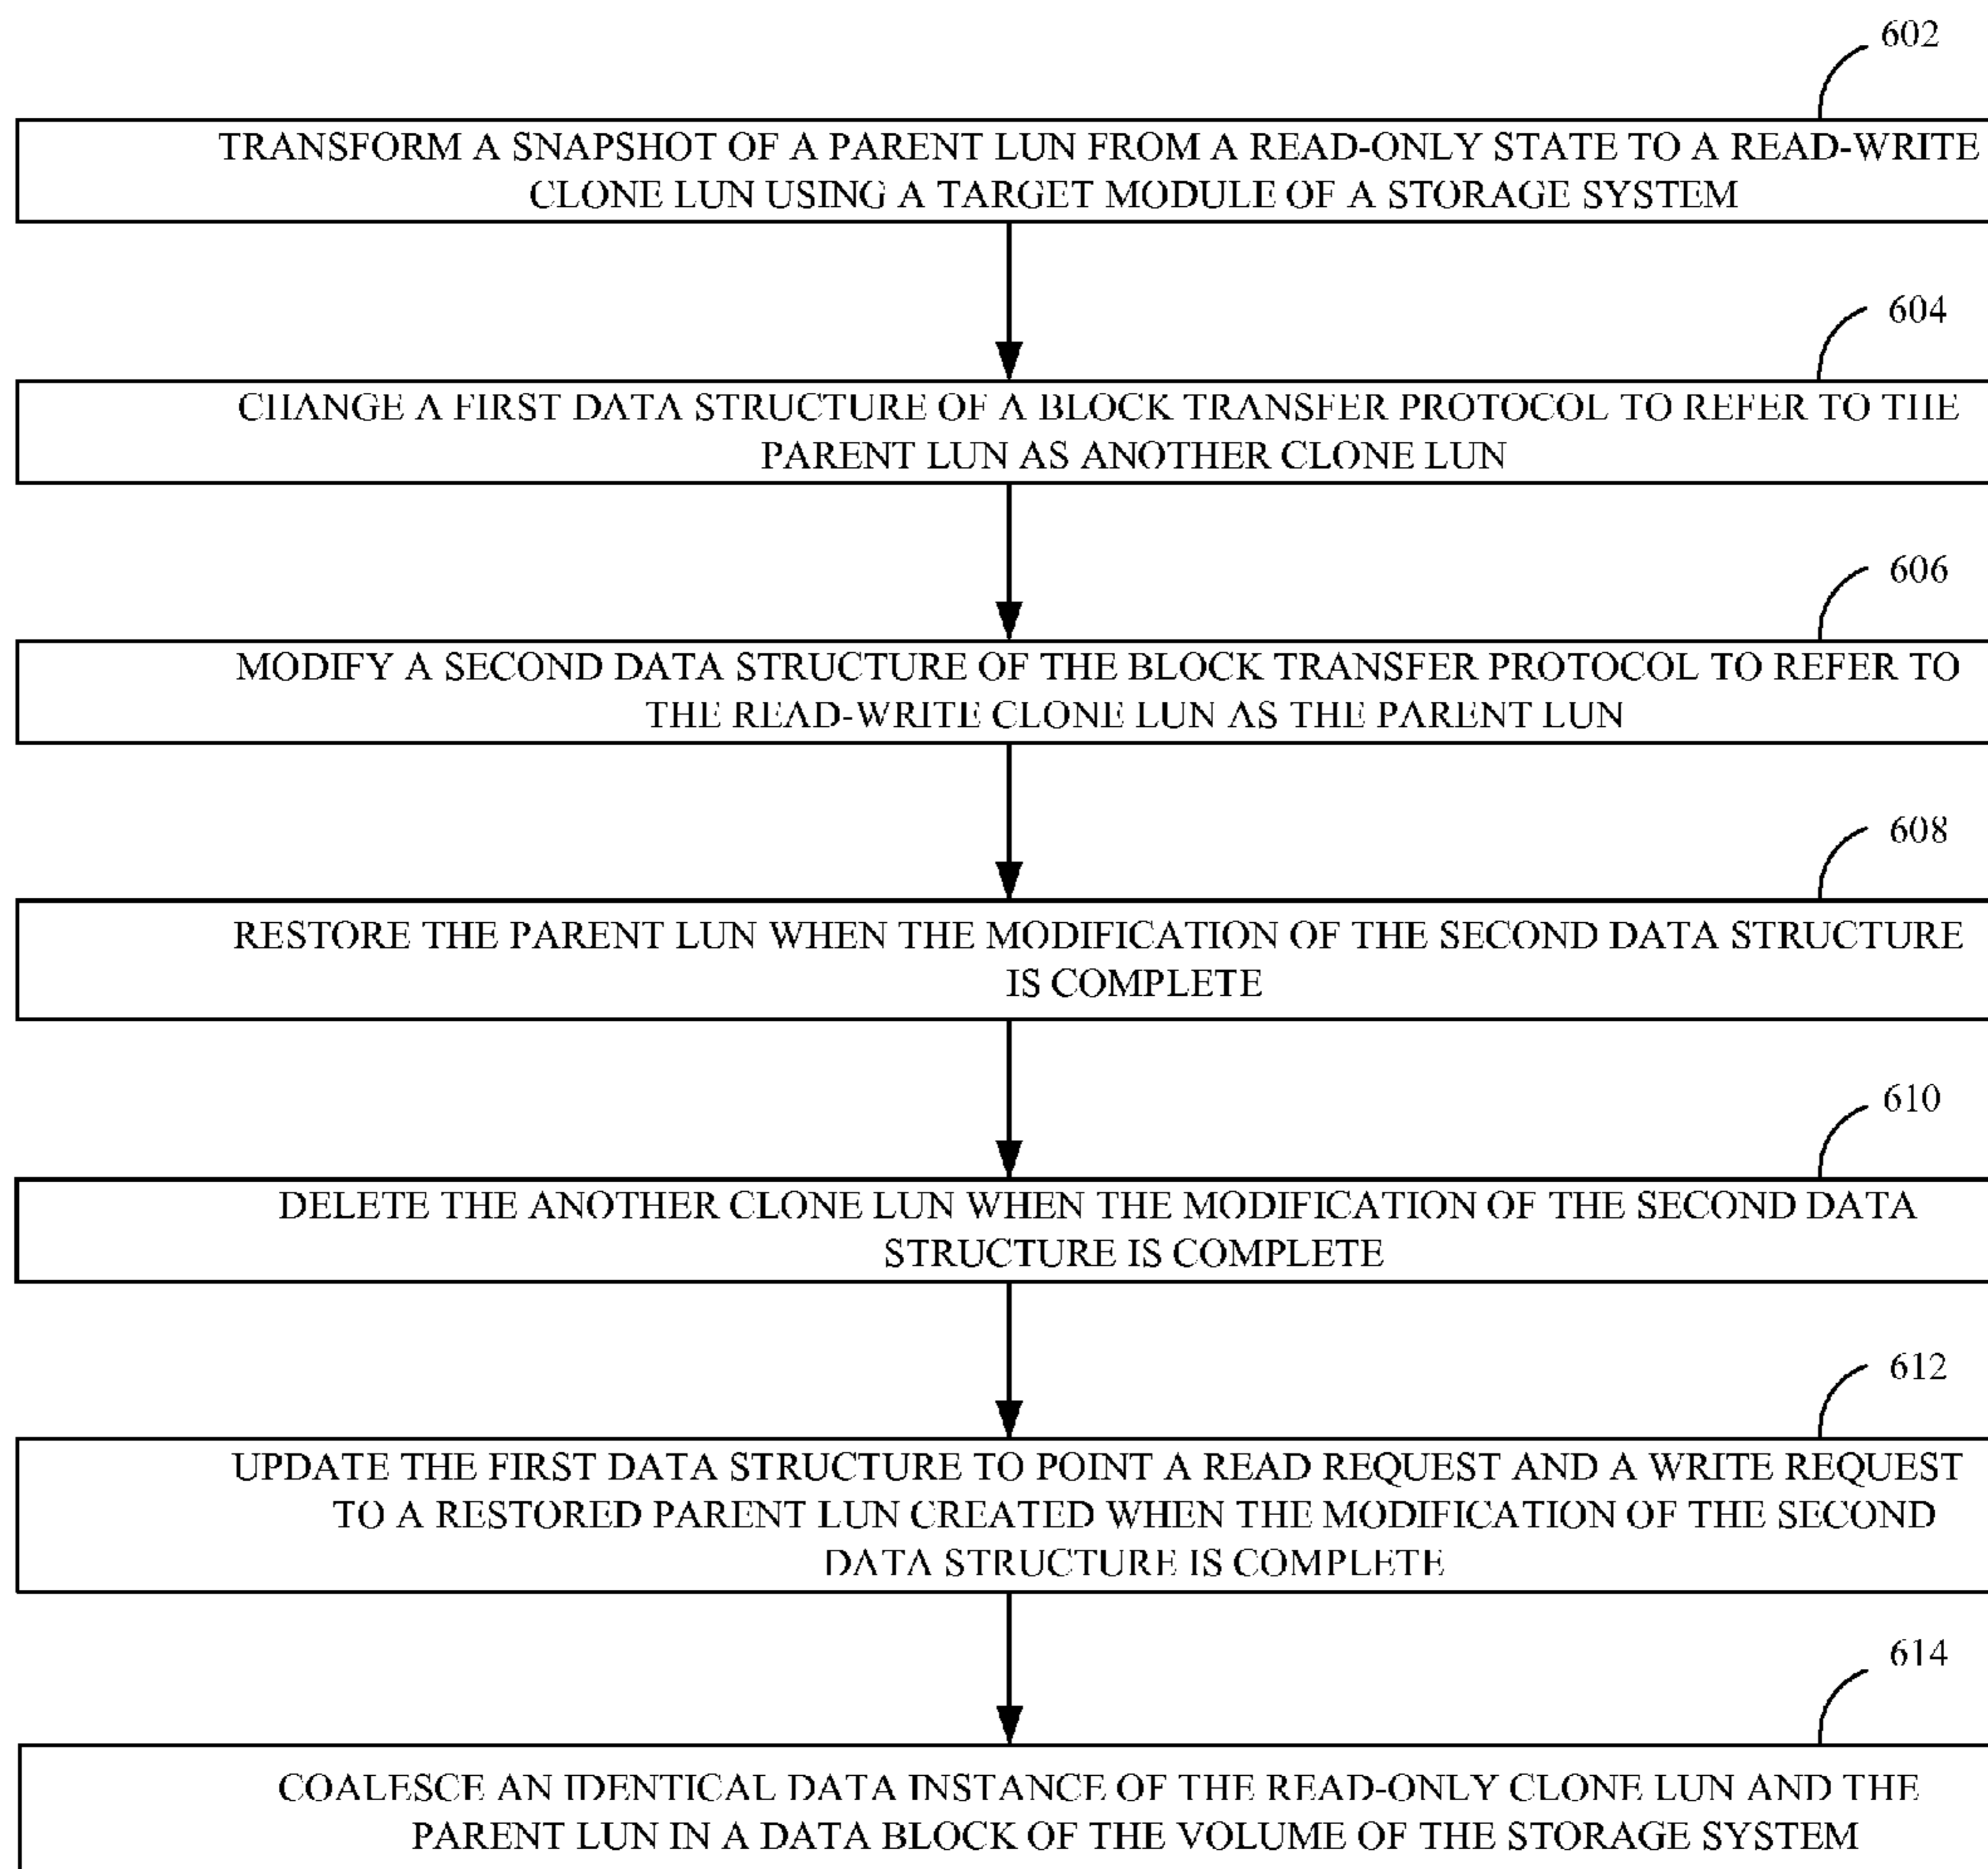 602
TRANSFORM A SNAPSHOT OF A PARENT LUN FROM A READ-ONLY STATE TO A READ-WRITE
CLONE LUN USING A TARGET MODULE OF A STORAGE SYSTEM
604
CHANGE A FIRST DATA STRUCTURE OF A BLOCK TRANSFER PROTOCOL TO REFER TO THE
PARENT LUN AS ANOTHER CLONE LUN
606
MODIFY A SECOND DATA STRUCTURE OF THE BLOCK TRANSFER PROTOCOL TO REFER TO
THE READ-WRITE CLONE LUN AS THE PARENT LUN
608
RESTORE THE PARENT LUN WHEN THE MODIFICATION OF THE SECOND DATA STRUCTURE
IS COMPLETE
610
DELETE THE ANOTHER CLONE LUN WHEN THE MODIFICATION OF THE SECOND DATA
STRUCTURE IS COMPLETE
612
UPDATE THE FIRST DATA STRUCTURE TO POINT A READ REQUEST AND A WRITE REQUEST
TO A RESTORED PARENT LUN CREATED WHEN THE MODIFICATION OF THE SECOND
DATA STRUCTURE IS COMPLETE
614
COALESCE AN IDENTICAL DATA INSTANCE OF THE READ-ONLY CLONE LUN AND THE
PARENT LUN IN A DATA BLOCK OF THE VOLUME OF THE STORAGE SYSTEM